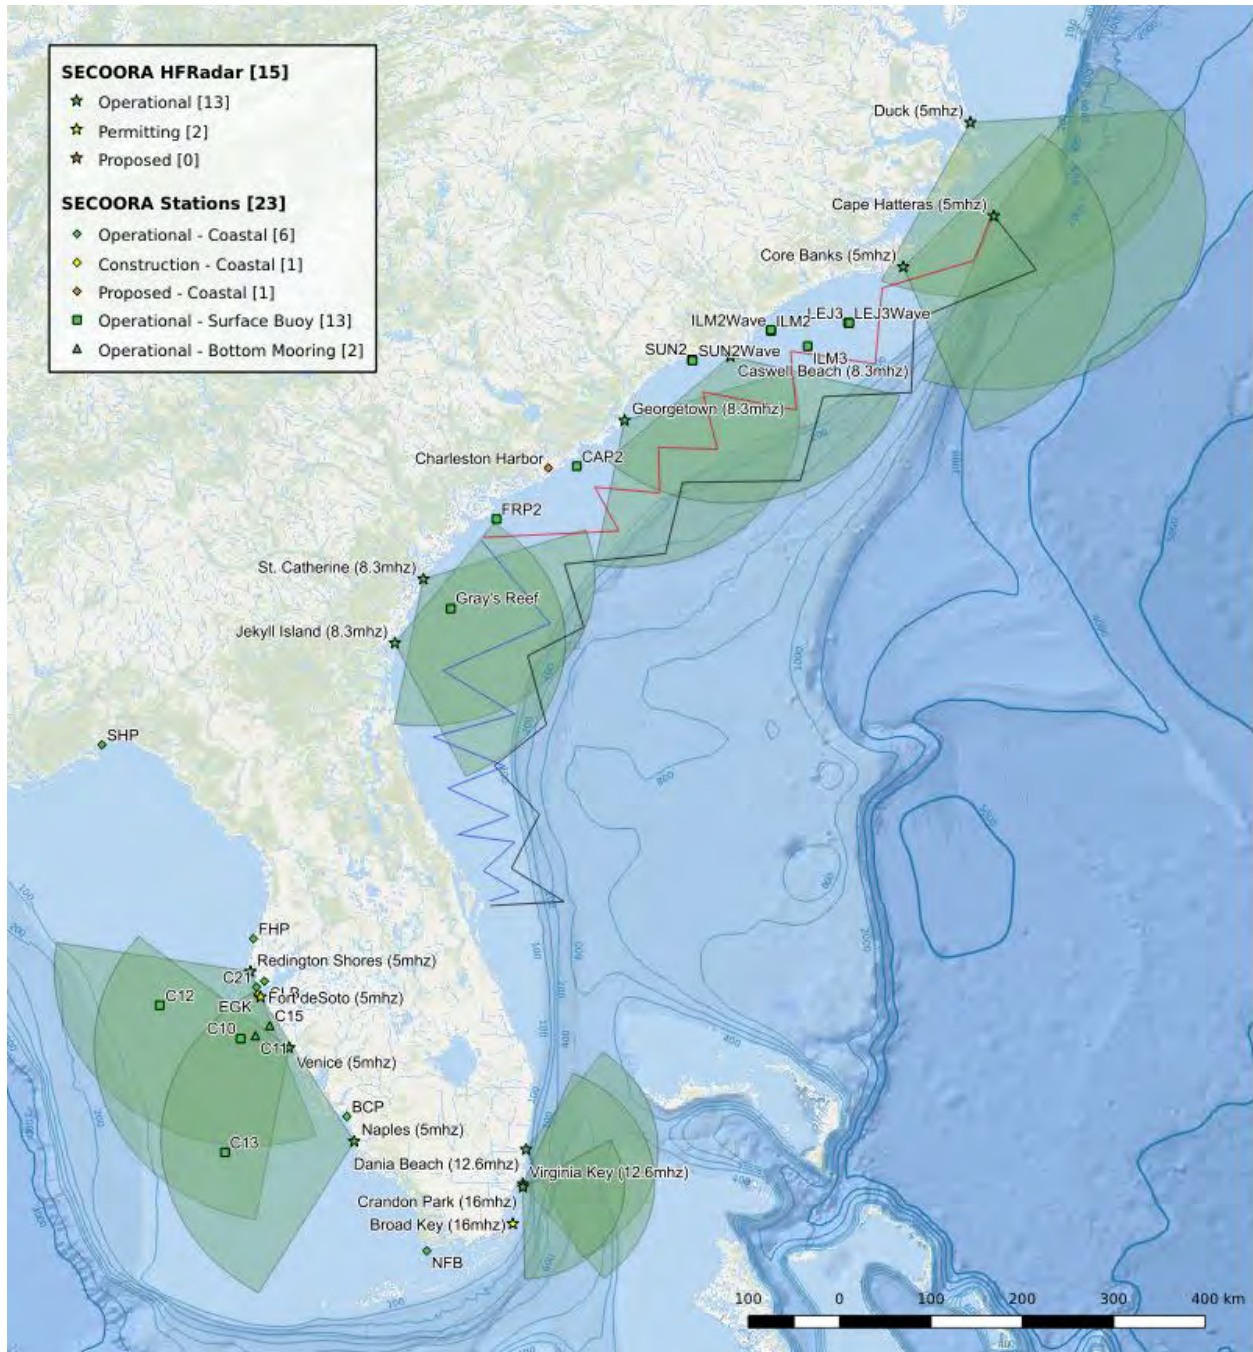 SECOORA HFRadar [15]
Operational [13]
Permitting [2]
Proposed [0]
SECOORA Stations [23]
Operational - Coastal [6]
Construction - Coastal [1]
Proposed - Coastal [1]
Operational - Surface Buoy [13]
Operational - Bottom Mooring [2]
Duck (5mhz)
Cape Hatteras (5mhz)
Core Banks (5mhz)
LEJ3 LEJ3Wave
ILM2Wave ILM2
ILM3
SUN2 SUN2Wave
Caswell Beach (8.3mhz)
Georgetown (8.3mhz)
Charleston Harbor
CAP2
FRP2
St. Catherine (8.3mhz)
Gray's Reef
Jekyll Island (8.3mhz)
SHP
FHP
Redington Shores (5mhz)
C21
C12
EGK
Fort deSoto (5mhz)
C15
C10
C11
Venice (5mhz)
BCP
Naples (5mhz)
C13
Dania Beach (12.6mhz)
Virginia Key (12.6mhz)
Crandon Park (16mhz)
Broad Key (16mhz)
NFB
100 0 100 200 300 400 km